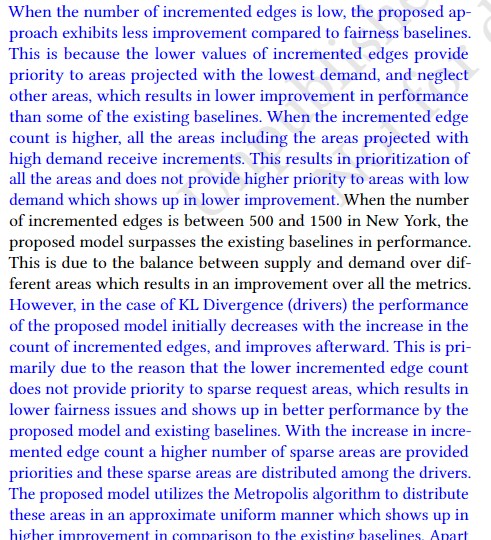 When the number of incremented edges is low, the proposed ap-
proach exhibits less improvement compared to fairness baselines.
This is because the lower values of incremented edges provide
priority to areas projected with the lowest demand, and neglect
other areas, which results in lower improvement in performance
than some of the existing baselines. When the incremented edge
count is higher, all the areas including the areas projected with
high demand receive increments. This results in prioritization of
all the areas and does not provide higher priority to areas with low
demand which shows up in lower improvement. When the number
of incremented edges is between 500 and 1500 in New York, the
proposed model surpasses the existing baselines in performance.
This is due to the balance between supply and demand over dif-
ferent areas which results in an improvement over all the metrics.
However, in the case of KL Divergence (drivers) the performance
of the proposed model initially decreases with the increase in the
count of incremented edges, and improves afterward. This is pri-
marily due to the reason that the lower incremented edge count
does not provide priority to sparse request areas, which results in
lower fairness issues and shows up in better performance by the
proposed model and existing baselines. With the increase in incre-
mented edge count a higher number of sparse areas are provided
priorities and these sparse areas are distributed among the drivers.
The proposed model utilizes the Metropolis algorithm to distribute
these areas in an approximate uniform manner which shows up in
higher improvement in comparison to the existing baselines. Apart